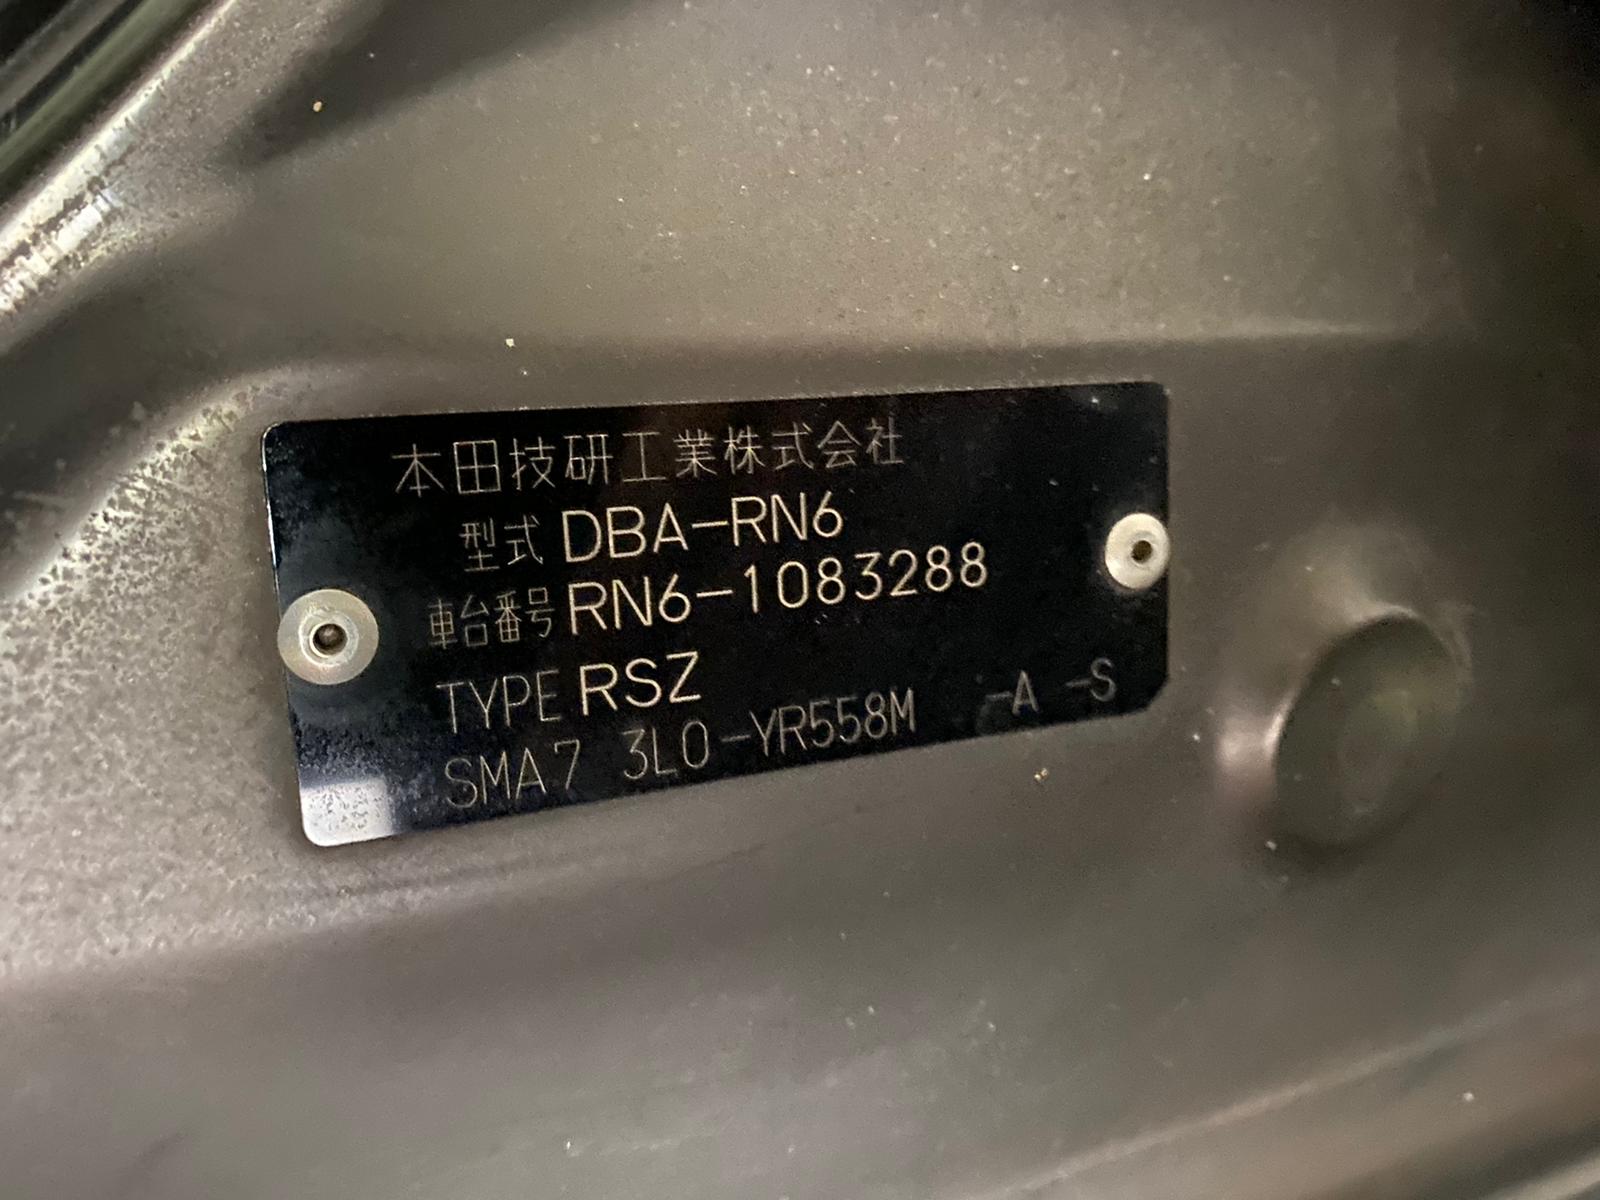 本田技研工業株式会社
型式 DBA-RN6
車台番号 RN6-1083288
TYPE RSZ
SMA7 3L0-YR558M -A -S